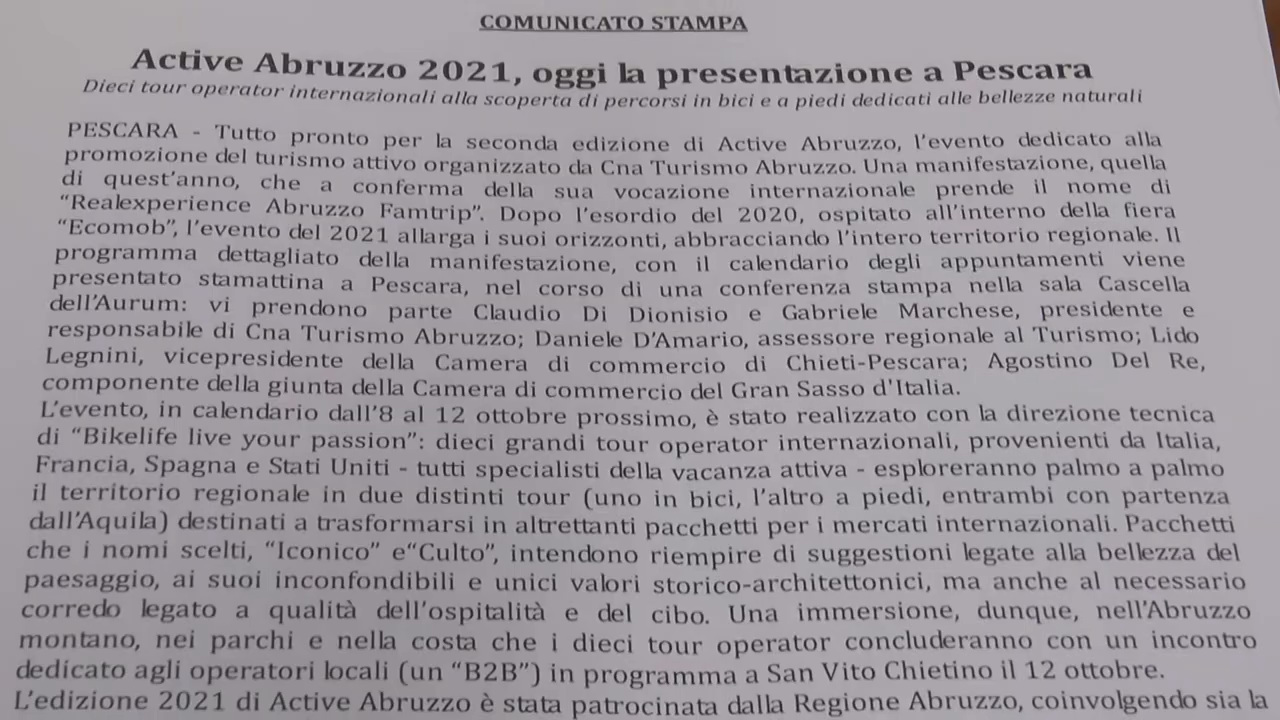 COMUNICATO STAMPA
Active Abruzzo 2021, oggi la presentazione a Pescara
Dieci tour operator internazionali alla scoperta di percorsi in bici e a piedi dedicati alle bellezze naturali
PESCARA - Tutto pronto per la seconda edizione di Active Abruzzo, l'evento dedicato alla
promozione del turismo attivo organizzato da Cna Turismo Abruzzo. Una manifestazione, quella
di quest'anno, che a conferma della sua vocazione internazionale prende il nome di
"Realexperience Abruzzo Famtrip". Dopo l'esordio del 2020, ospitato all'interno della fiera
"Ecomob", l'evento del 2021 allarga i suoi orizzonti, abbracciando l'intero territorio regionale. Il
programma dettagliato della manifestazione, con il calendario degli appuntamenti viene
presentato stamattina a Pescara, nel corso di una conferenza stampa nella sala Cascella
dell'Aurum: vi prendono parte Claudio Di Dionisio e Gabriele Marchese, presidente e
responsabile di Cna Turismo Abruzzo; Daniele D'Amario, assessore regionale al Turismo; Lido
Legnini, vicepresidente della Camera di commercio di Chieti-Pescara; Agostino Del Re,
componente della giunta della Camera di commercio del Gran Sasso d'Italia.
L'evento, in calendario dall'8 al 12 ottobre prossimo, è stato realizzato con la direzione tecnica
di "Bikelife live your passion": dieci grandi tour operator internazionali, provenienti da Italia,
Francia, Spagna e Stati Uniti - tutti specialisti della vacanza attiva - esploreranno palmo a palmo
il territorio regionale in due distinti tour (uno in bici, l'altro a piedi, entrambi con partenza
dall'Aquila) destinati a trasformarsi in altrettanti pacchetti per i mercati internazionali. Pacchetti
che i nomi scelti, "Iconico" e"Culto", intendono riempire di suggestioni legate alla bellezza del
paesaggio, ai suoi inconfondibili e unici valori storico-architettonici, ma anche al necessario
corredo legato a qualità dell'ospitalità e del cibo. Una immersione, dunque, nell'Abruzzo
montano, nei parchi e nella costa che i dieci tour operator concluderanno con un incontro
dedicato agli operatori locali (un "B2B") in programma a San Vito Chietino il 12 ottobre.
L'edizione 2021 di Active Abruzzo è stata patrocinata dalla Regione Abruzzo, coinvolgendo sia la